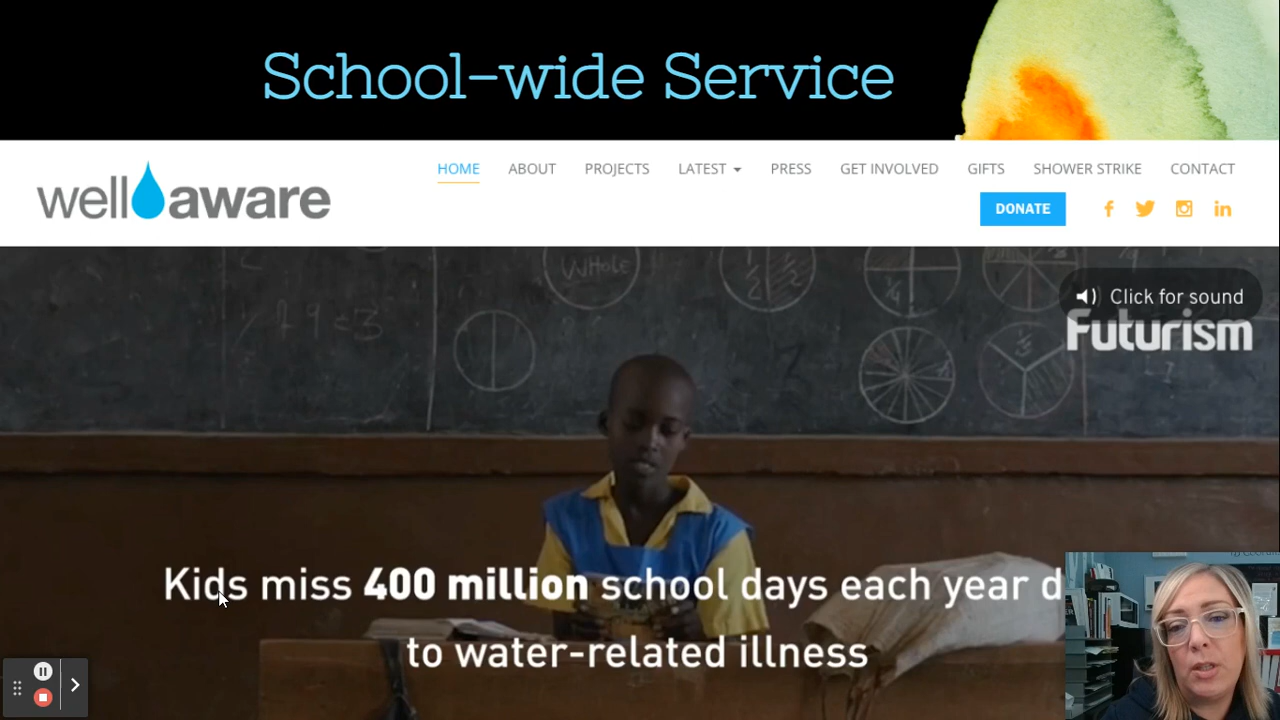 School-wide Service
well aware
HOME ABOUT PROJECTS LATEST PRESS GET INVOLVED GIFTS SHOWER STRIKE CONTACT
DONATE
Click for sound
Futurism
WHOLE
Kids miss 400 million school days each year d
to water-related illness